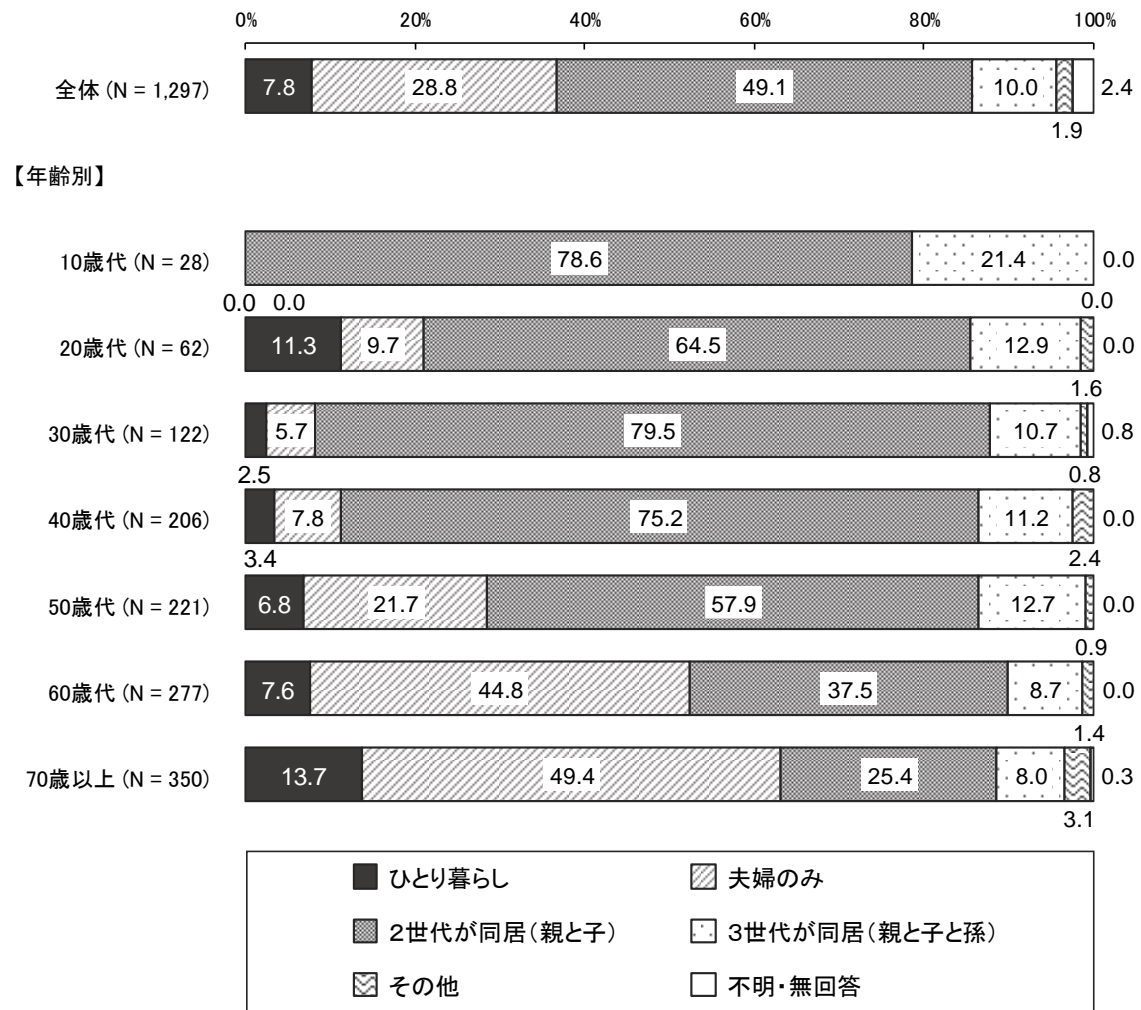 0% 20% 40% 60% 80% 100%
全体 (N = 1,297) 7.8 28.8 49.1 10.0 2.4
1.9
【年齢別】
10歳代 (N = 28) 78.6 21.4 0.0
0.0 0.0 0.0
20歳代 (N = 62) 11.3 9.7 64.5 12.9 0.0
1.6
30歳代 (N = 122) 5.7 79.5 10.7 0.8
2.5 0.8
40歳代 (N = 206) 7.8 75.2 11.2 0.0
3.4 2.4
50歳代 (N = 221) 6.8 21.7 57.9 12.7 0.0
0.9
60歳代 (N = 277) 7.6 44.8 37.5 8.7 0.0
1.4
70歳以上 (N = 350) 13.7 49.4 25.4 8.0 0.3
3.1
ひとり暮らし 夫婦のみ
2世代が同居(親と子) 3世代が同居(親と子と孫)
その他 不明・無回答